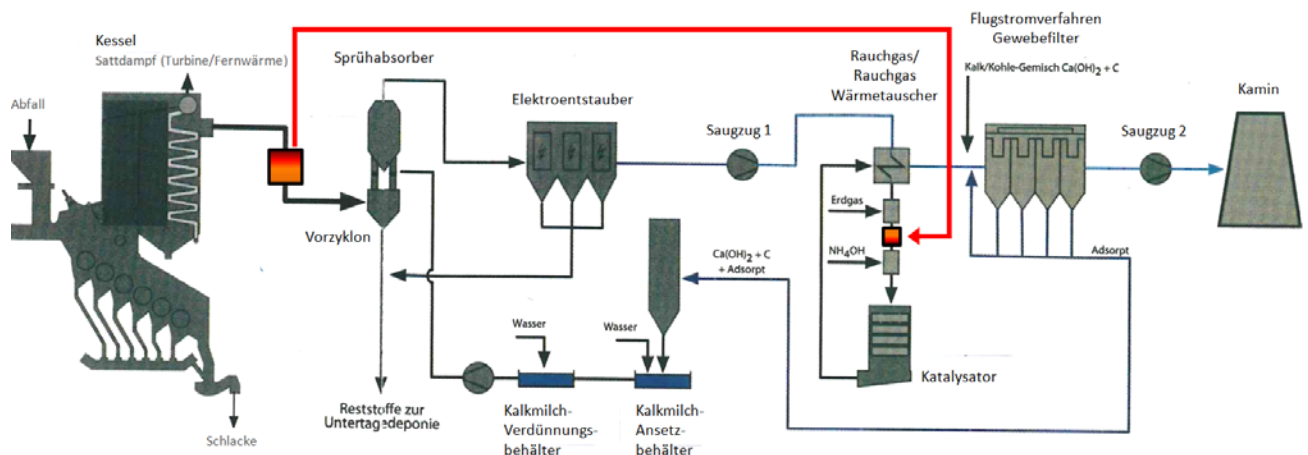 Kessel
Sattdampf (Turbine/Fernwärme)
Abfall
Schlacke
Sprühabsorber
Vorzyklon
Reststoffe zur
Untertagedeponie
Elektroentstauber
Wasser
Wasser
Kalkmilch-
Verdünnungs-
behälter
Kalkmilch-
Ansetz-
behälter
Ca(OH)₂ + C
+ Adsorpt
Saugzug 1
Rauchgas/
Rauchgas
Wärmetauscher
Erdgas
NH₄OH
Katalysator
Flugstromverfahren
Gewebefilter
Kalk/Kohle-Gemisch Ca(OH)₂ + C
Adsorpt
Saugzug 2
Kamin